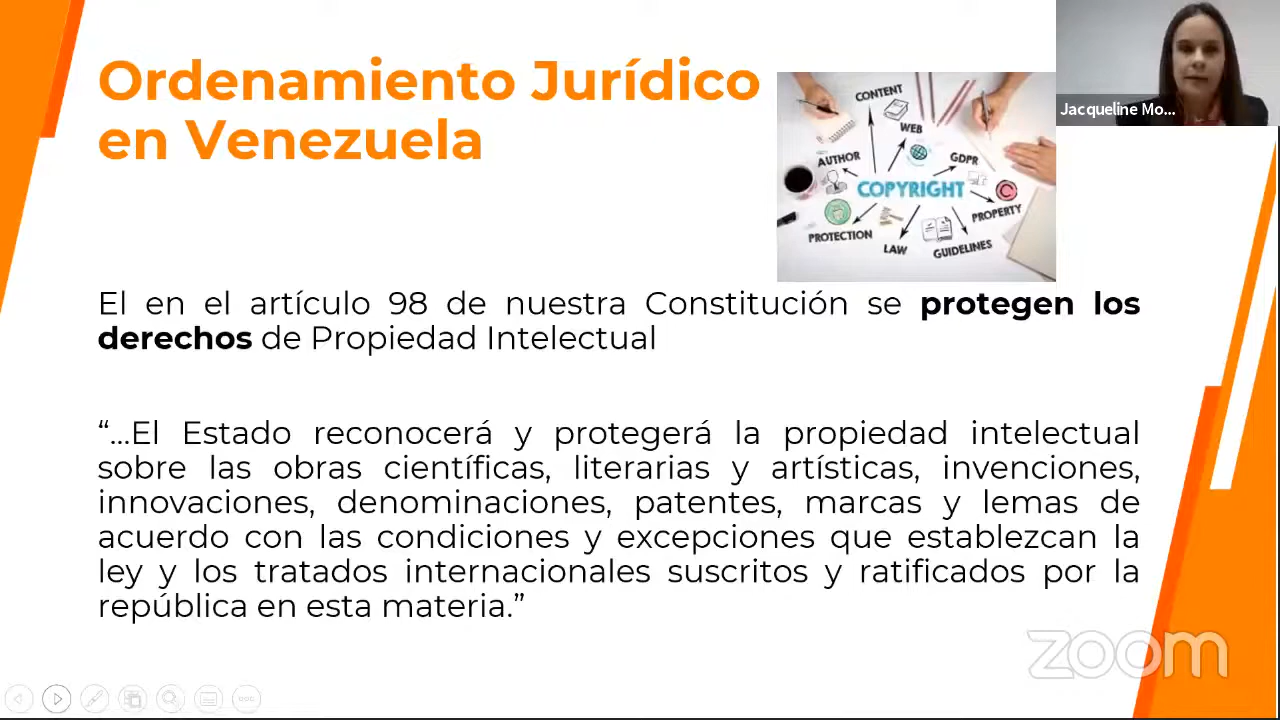 Ordenamiento Jurídico
en Venezuela
CONTENT
WEB
AUTHOR
GDPR
COPYRIGHT
PROPERTY
PROTECTION
LAW
GUIDELINES
Jacqueline Mo...
El en el artículo 98 de nuestra Constitución se protegen los
derechos de Propiedad Intelectual
“...El Estado reconocerá y protegerá la propiedad intelectual
sobre las obras científicas, literarias y artísticas, invenciones,
innovaciones, denominaciones, patentes, marcas y lemas de
acuerdo con las condiciones y excepciones que establezcan la
ley y los tratados internacionales suscritos y ratificados por la
república en esta materia.”
zoom